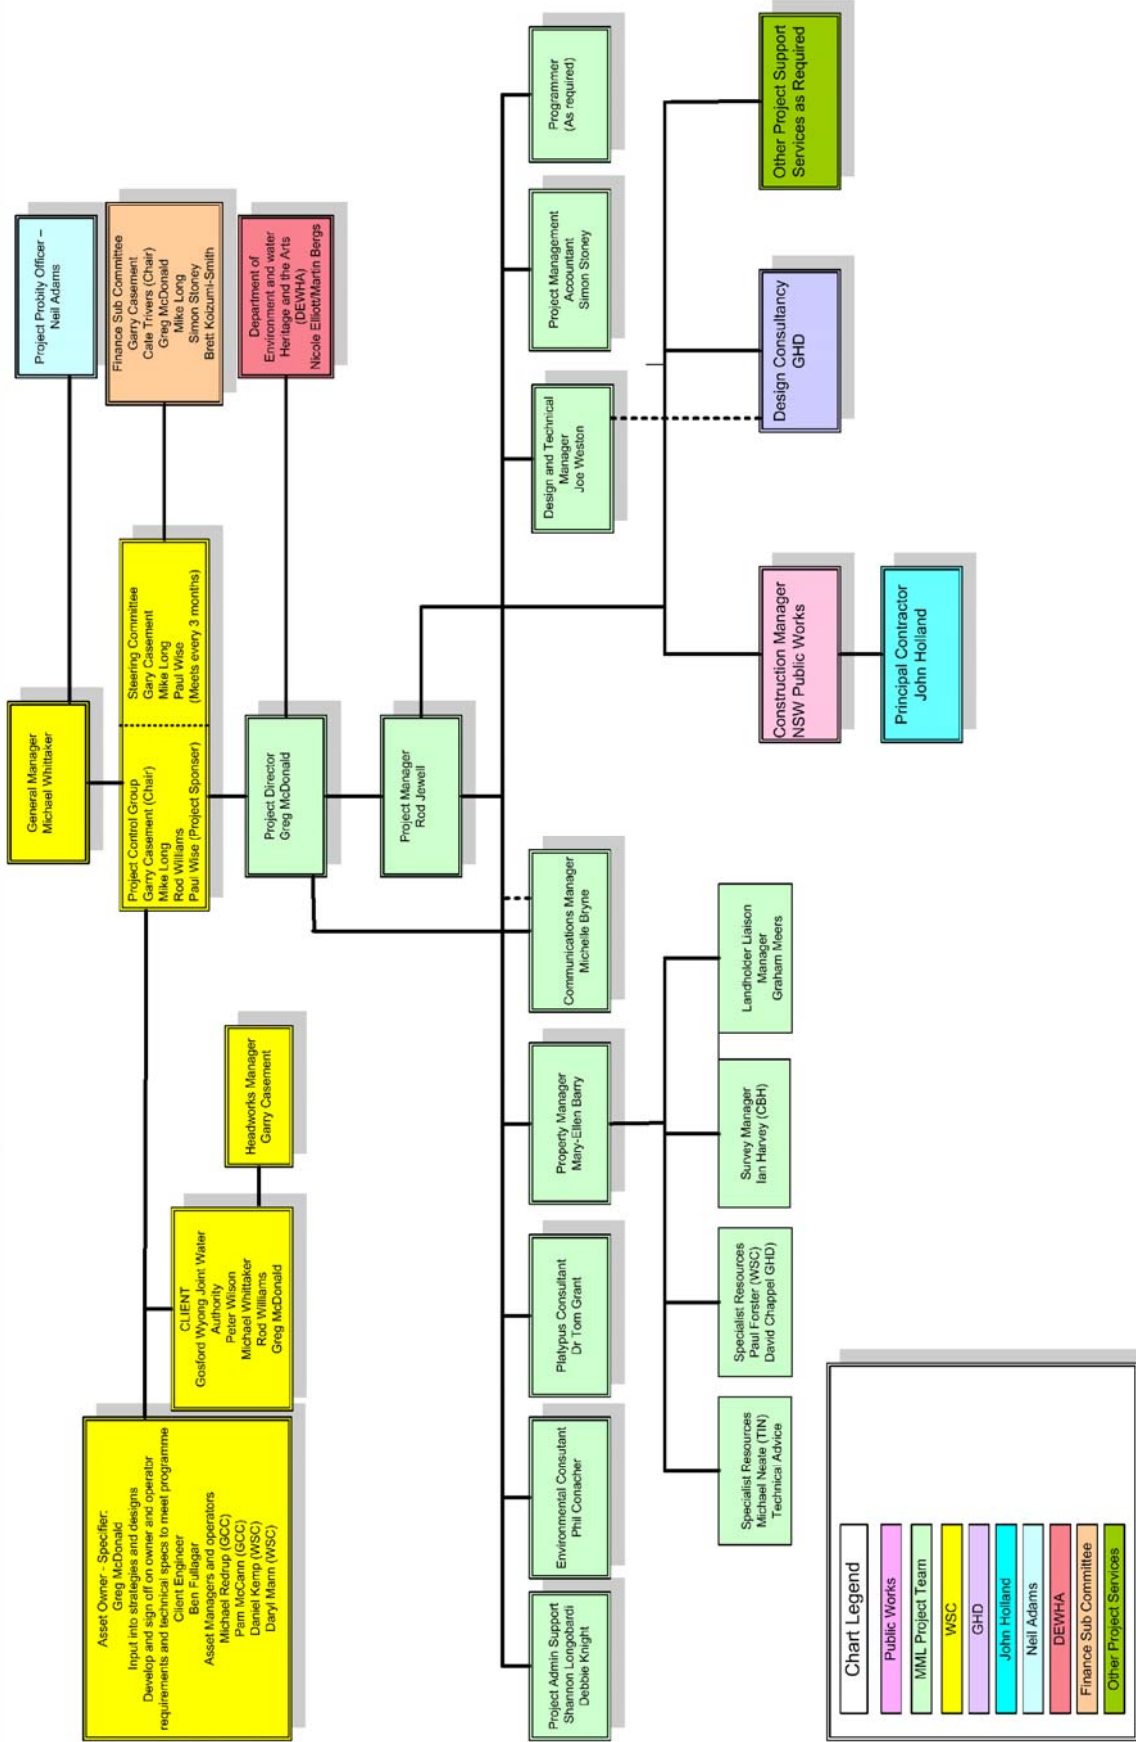 General Manager
Michael Whittaker
Project Probity Officer –
Neil Adams
Project Control Group
Garry Casement (Chair)
Mike Long
Rod Williams
Paul Wise (Project Sponser)
Steering Committee
Gary Casement
Mike Long
Paul Wise
(Meets every 3 months)
Finance Sub Committee
Garry Casement
Cate Trivers (Chair)
Greg McDonald
Mike Long
Simon Stoney
Brett Koizumi-Smith
Asset Owner - Specifier:
Greg McDonald
Input into strategies and designs
Develop and sign off on owner and operator
requirements and technical specs to meet programme
Client Engineer
Ben Fullagar
Asset Managers and operators
Michael Redrup (GCC)
Pam McCann (GCC)
Daniel Kemp (WSC)
Daryl Mann (WSC)
CLIENT
Gosford Wyong Joint Water
Authority
Peter Wilson
Michael Whittaker
Rod Williams
Greg McDonald
Headworks Manager
Garry Casement
Project Director
Greg McDonald
Department of
Environment and water
Heritage and the Arts
(DEWHA)
Nicole Elliott/Martin Bergs
Project Manager
Rod Jewell
Project Admin Support
Shannon Longobardi
Debbie Knight
Environmental Consutant
Phil Conacher
Platypus Consultant
Dr Tom Grant
Property Manager
Mary-Ellen Barry
Communications Manager
Michelle Bryne
Design and Technical
Manager
Joe Weston
Project Management
Accountant
Simon Stoney
Programmer
(As required)
Specialist Resources
Michael Neate (TIN)
Technical Advice
Specialist Resources
Paul Forster (WSC)
David Chappel GHD)
Survey Manager
Ian Harvey (CBH)
Landholder Liaison
Manager
Graham Meers
Construction Manager
NSW Public Works
Design Consultancy
GHD
Other Project Support
Services as Required
Principal Contractor
John Holland
Chart Legend
Public Works
MML Project Team
WSC
GHD
John Holland
Neil Adams
DEWHA
Finance Sub Committee
Other Project Services